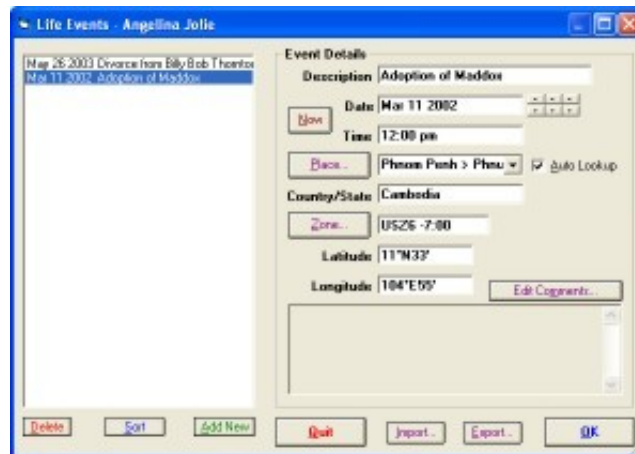 Life Events - Angelina Jolie
May 26 2003 Divorce from Billy Bob Thornton
Mar 11 2002 Adoption of Maddox
Event Details
Description Adoption of Maddox
Date Mar 11 2002
Now
Time 12:00 pm
Place... Phnom Penh > Phnu Auto Lookup
Country/State Cambodia
Zone... USZ6 -7:00
Latitude 11°N33'
Longitude 104°E55'
Edit Comments...
Delete Sort Add New Quit Import... Export... OK